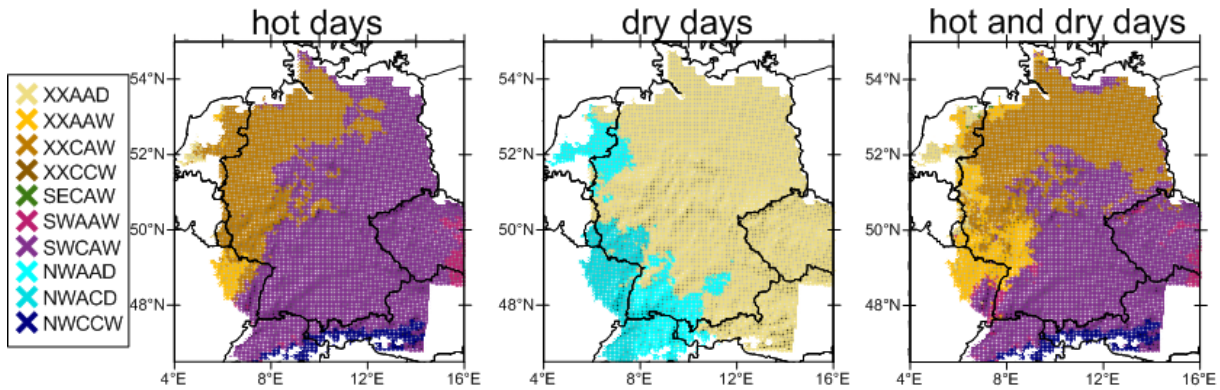 hot days
dry days
hot and dry days
XXAAD
XXAAW
XXCAW
XXCCW
SECAW
SWAAW
SWCAW
NWAAD
NWACD
NWCCW
54°N
52°N
50°N
48°N
4°E 8°E 12°E 16°E
54°N
52°N
50°N
48°N
4°E 8°E 12°E 16°E
54°N
52°N
50°N
48°N
4°E 8°E 12°E 16°E